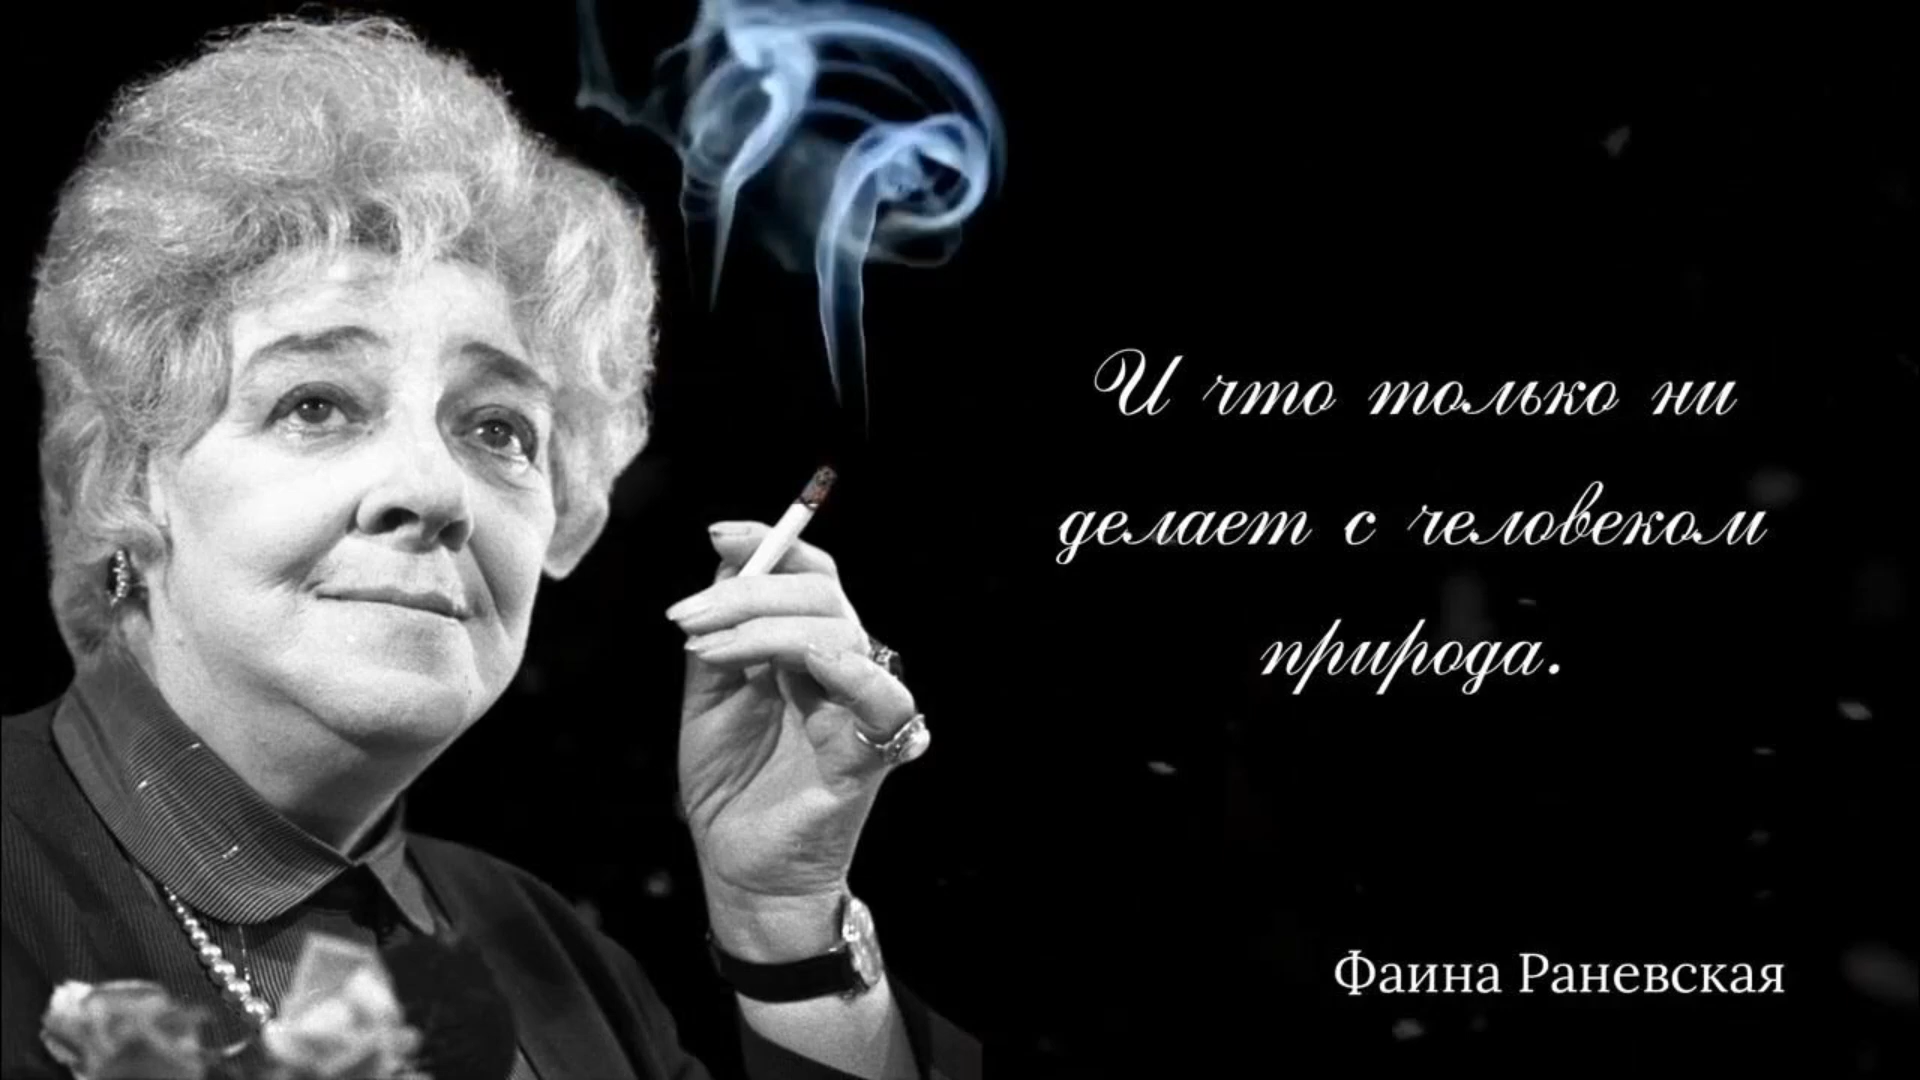 И что только ни
делает с человеком
природа.
Фаина Раневская